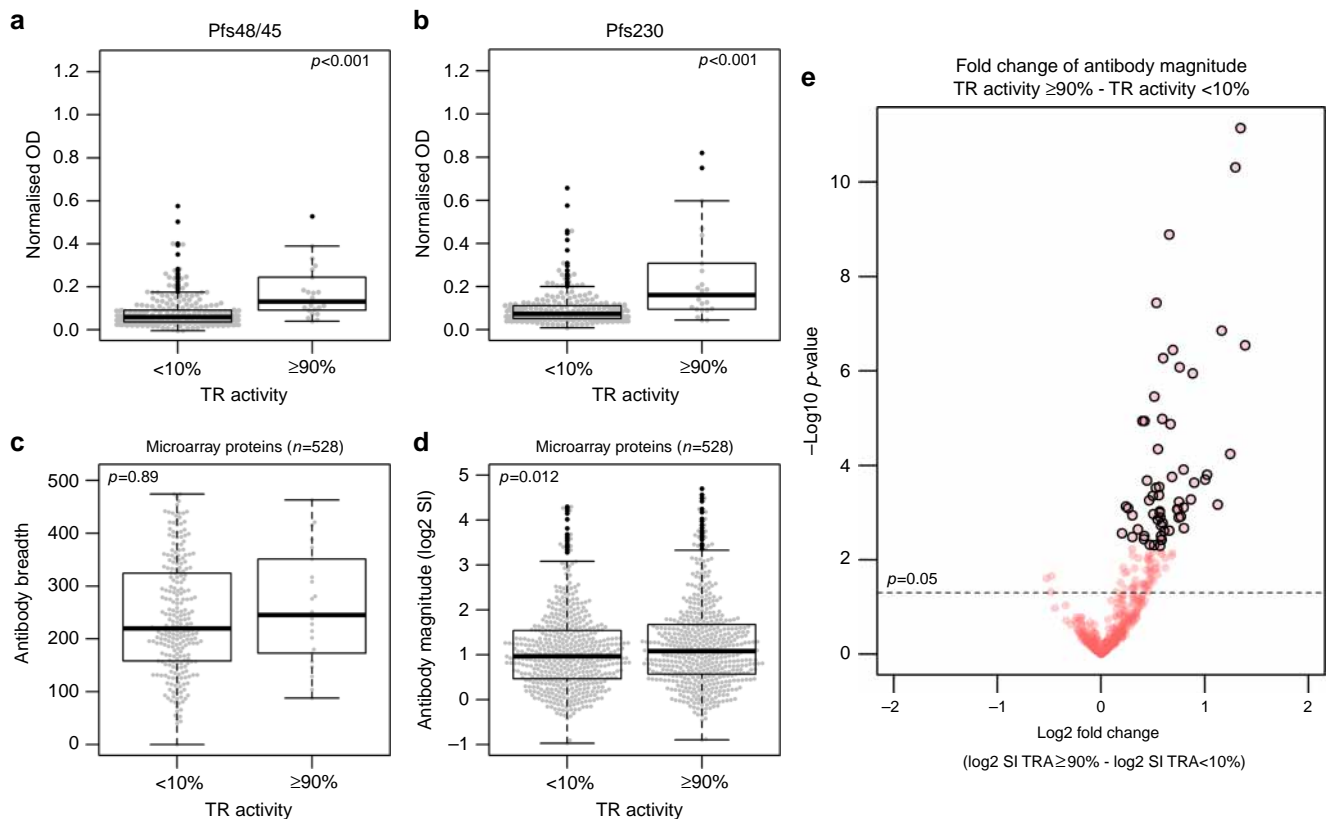 a
Pfs48/45
p<0.001
1.2
1.0
0.8
0.6
0.4
0.2
0.0
Normalised OD
<10%
≥90%
TR activity
b
Pfs230
p<0.001
1.2
1.0
0.8
0.6
0.4
0.2
0.0
Normalised OD
<10%
≥90%
TR activity
c
Microarray proteins (n=528)
p=0.89
500
400
300
200
100
0
Antibody breadth
<10%
≥90%
TR activity
d
Microarray proteins (n=528)
p=0.012
5
4
3
2
1
0
–1
Antibody magnitude (log2 SI)
<10%
≥90%
TR activity
e
Fold change of antibody magnitude
TR activity ≥90% - TR activity <10%
10
8
6
4
2
0
–Log10 p-value
p=0.05
–2
–1
0
1
2
Log2 fold change
(log2 SI TRA≥90% - log2 SI TRA<10%)